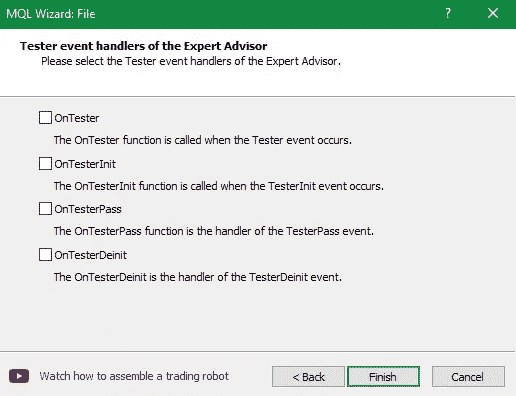 MQL Wizard: File
?
Tester event handlers of the Expert Advisor
Please select the Tester event handlers of the Expert Advisor.
OnTester
The OnTester function is called when the Tester event occurs.
OnTesterInit
The OnTesterInit function is called when the TesterInit event occurs.
OnTesterPass
The OnTesterPass function is the handler of the TesterPass event.
OnTesterDeinit
The OnTesterDeinit is the handler of the TesterDeinit event.
Watch how to assemble a trading robot
< Back
Finish
Cancel